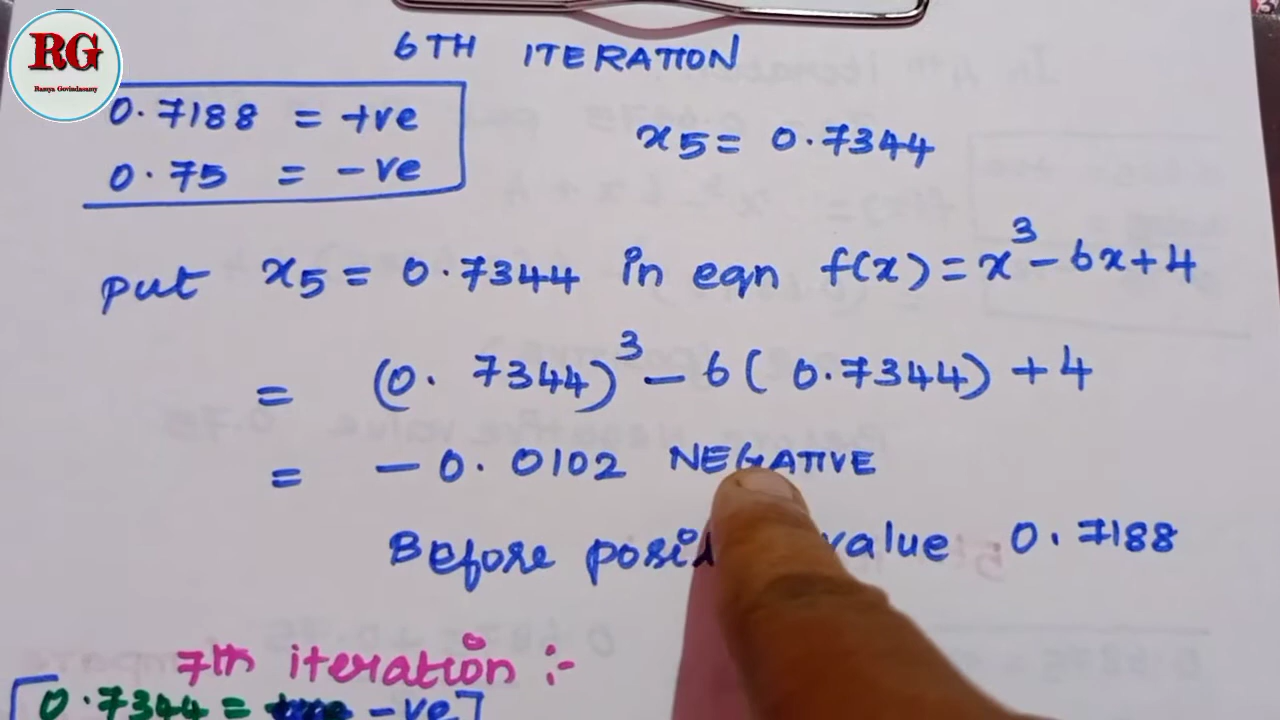 RG
Ramya Govindasamy
6TH ITERATION
0.7188 = +ve
0.75 = -ve
x5 = 0.7344
put x5 = 0.7344 in eqn f(x) = x³ - 6x + 4
= (0. 7344)³ - 6 ( 0.7344) + 4
= - 0. 0102 NEGATIVE
Before value 0.7188
7th iteration :-
0.7344 = -ve